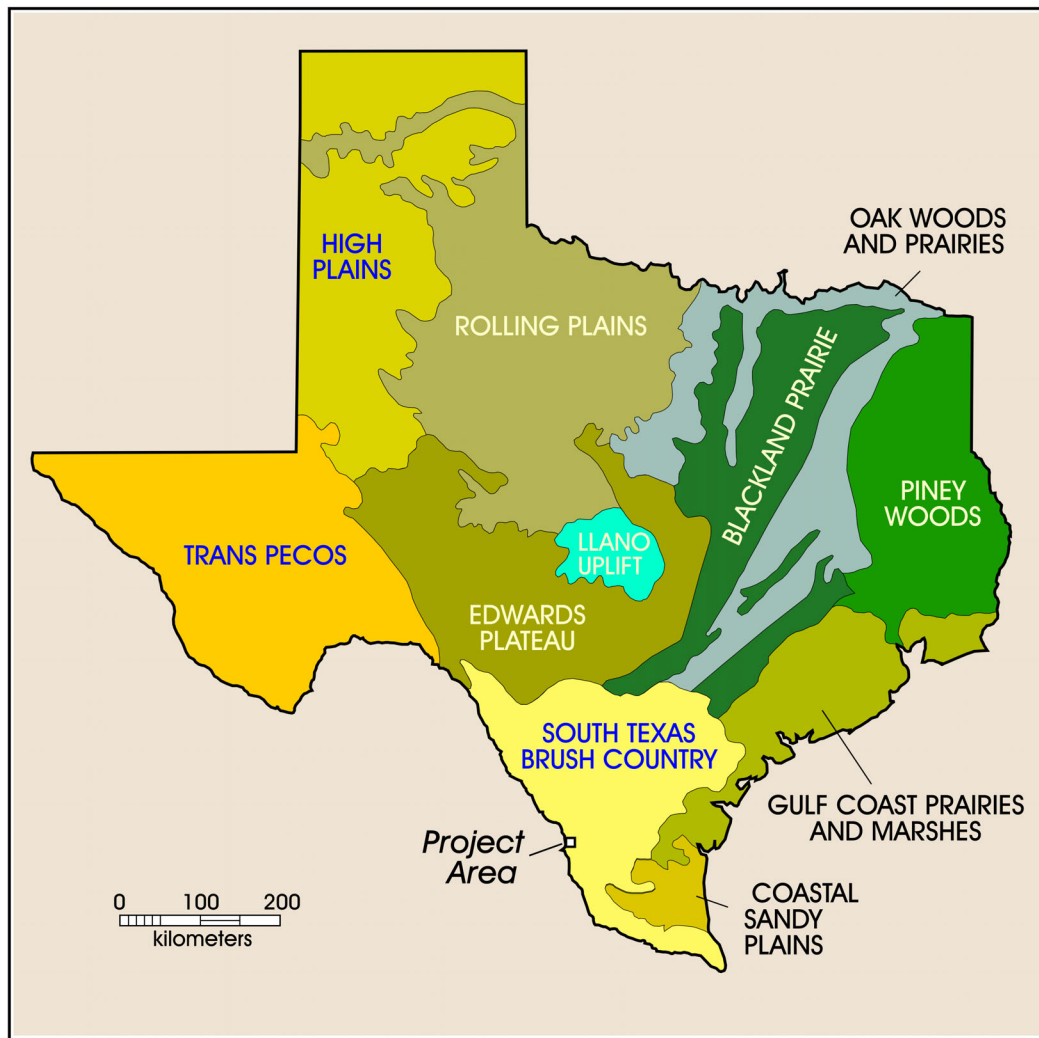 HIGH
PLAINS
OAK WOODS
AND PRAIRIES
ROLLING PLAINS
BLACKLAND PRAIRIE
PINEY
WOODS
TRANS PECOS
LLANO
UPLIFT
EDWARDS
PLATEAU
SOUTH TEXAS
BRUSH COUNTRY
GULF COAST PRAIRIES
AND MARSHES
Project
Area
COASTAL
SANDY
PLAINS
0 100 200
kilometers